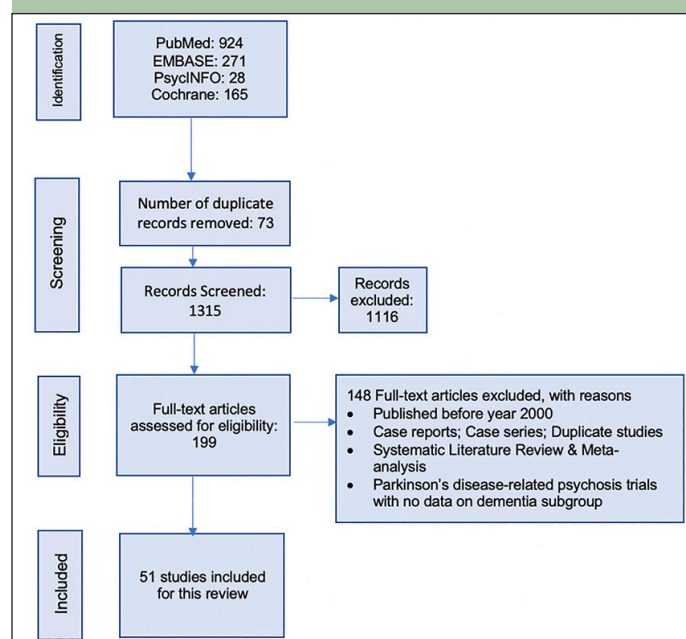 Identification
PubMed: 924
EMBASE: 271
PsycINFO: 28
Cochrane: 165
Screening
Number of duplicate
records removed: 73
Records Screened:
1315
Records
excluded:
1116
Eligibility
Full-text articles
assessed for eligibility:
199
148 Full-text articles excluded, with reasons
• Published before year 2000
• Case reports; Case series; Duplicate studies
• Systematic Literature Review & Meta-
analysis
• Parkinson's disease-related psychosis trials
with no data on dementia subgroup
Included
51 studies included
for this review